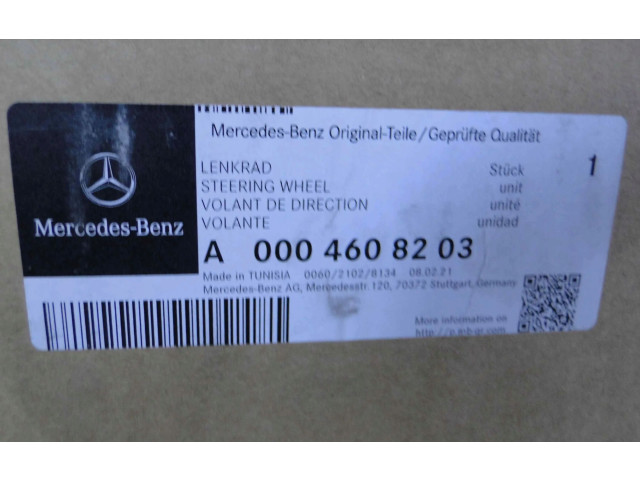 Mercedes-Benz Original-Teile/Geprüfte Qualität
LENKRAD Stück 1
STEERING WHEEL unit
VOLANT DE DIRECTION unité
VOLANTE unidad
Mercedes-Benz
A 000 460 82 03
Made in TUNISIA 0060/2102/8134 08.02.21
Mercedes-Benz AG, Mercedesstr.120, 70372 Stuttgart, Germany
More information on